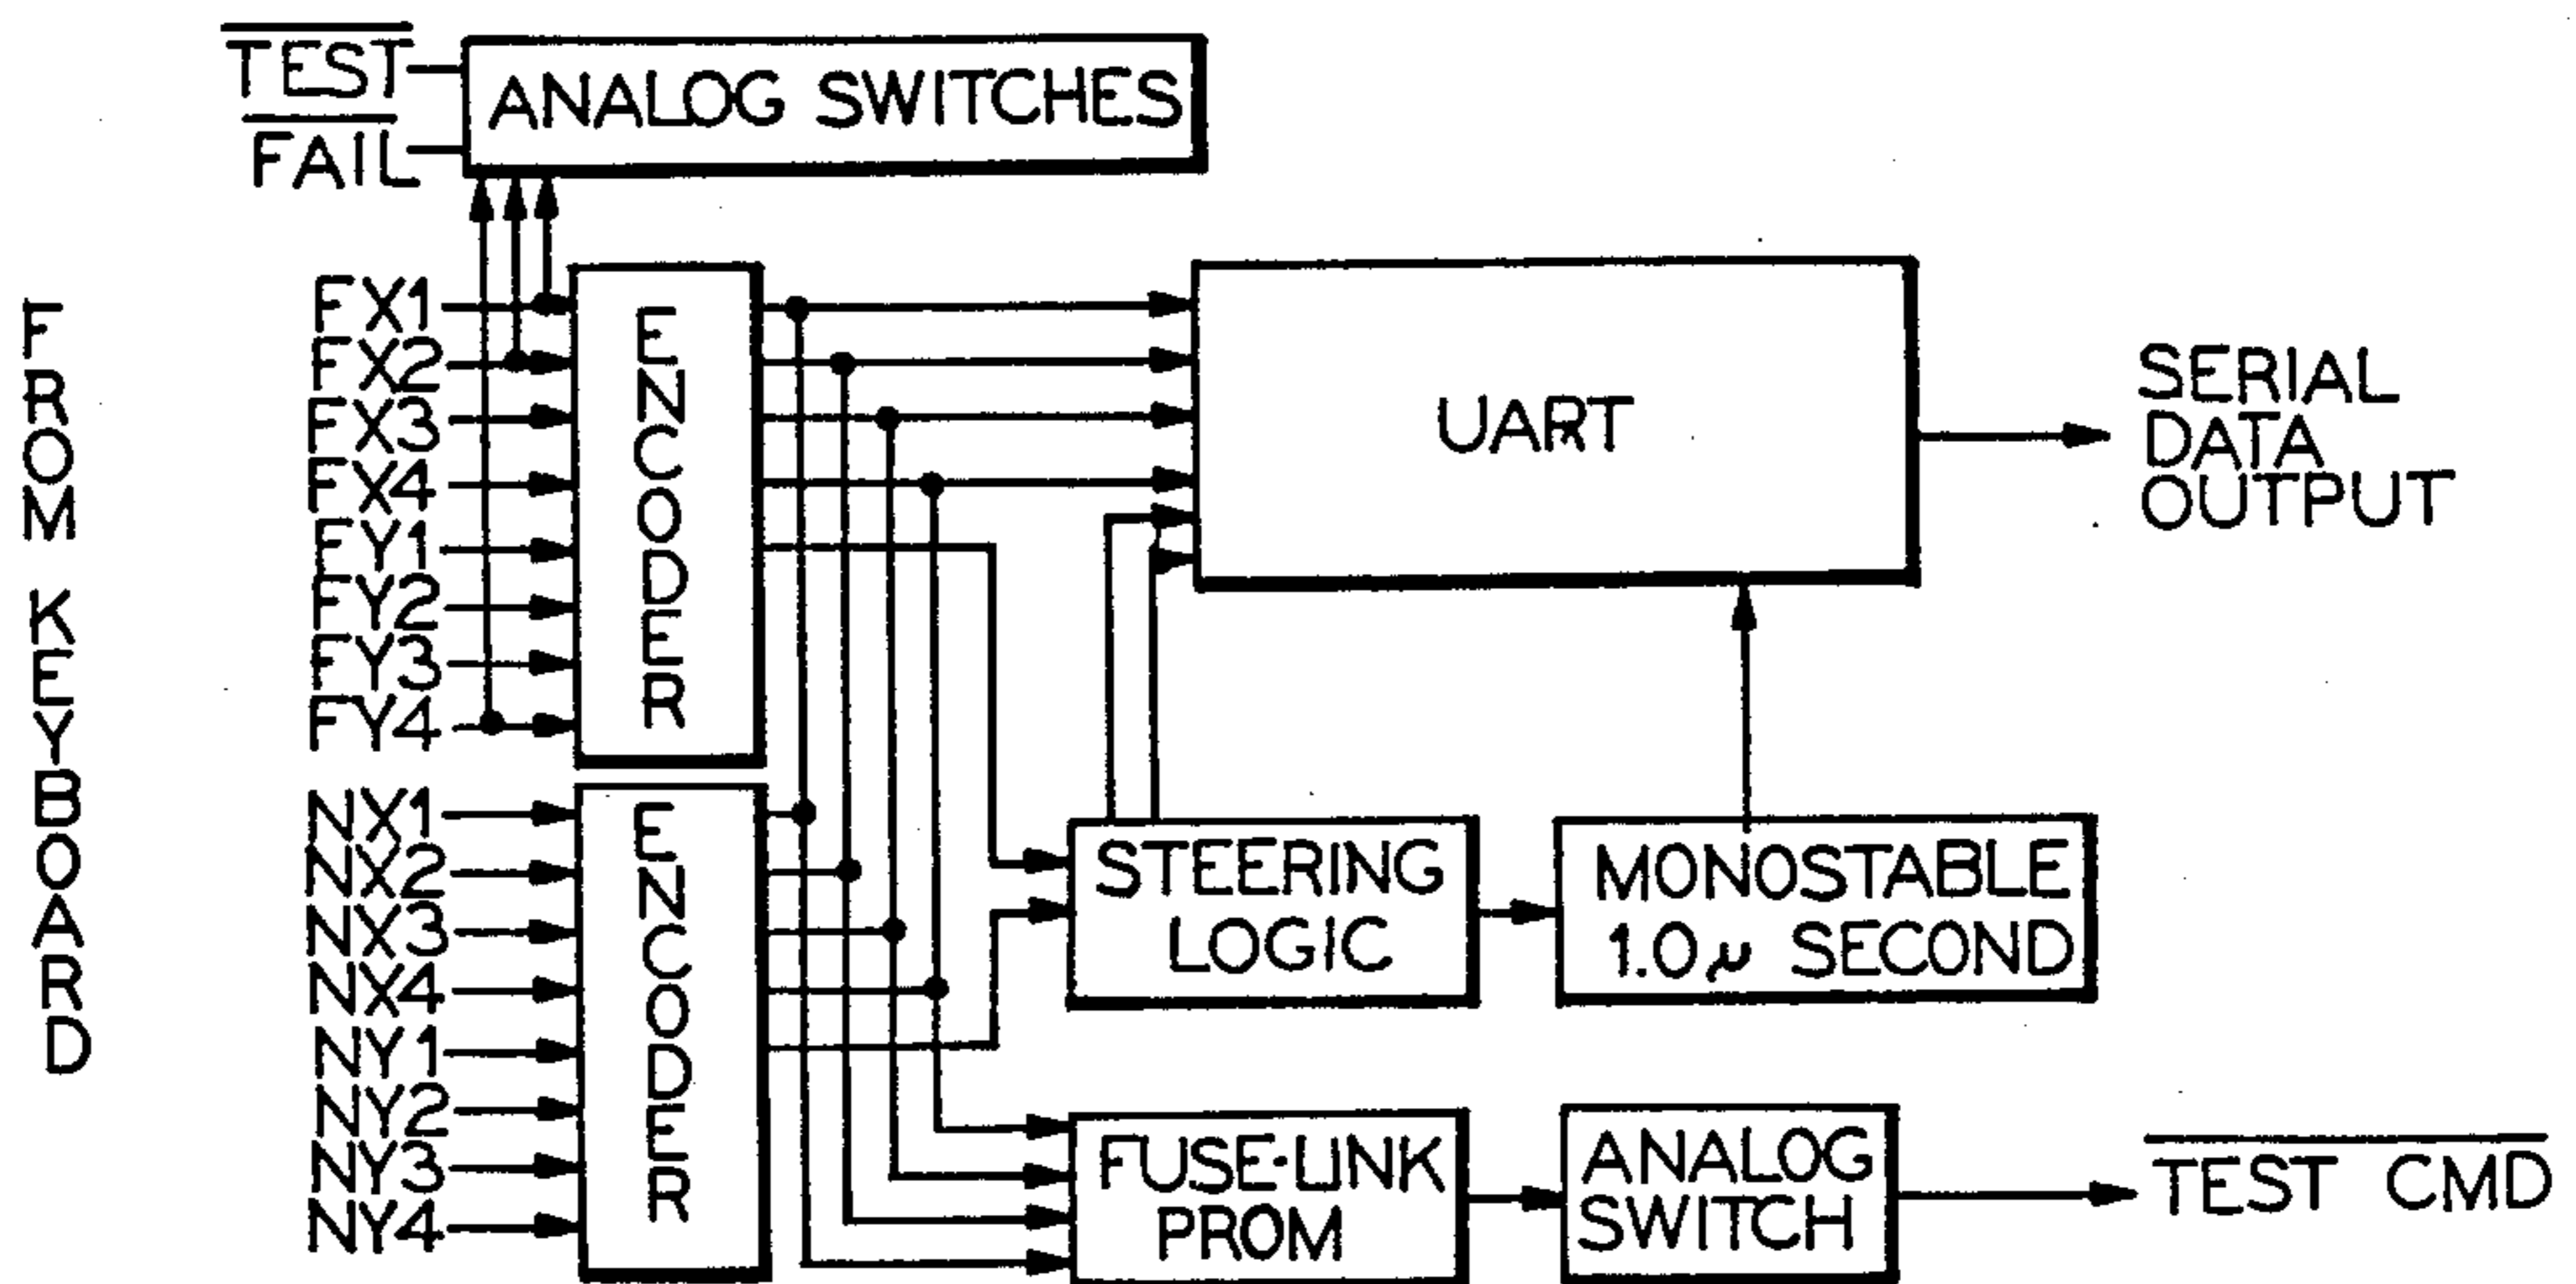 TEST
FAIL
ANALOG SWITCHES
FROM KEYBOARD
FX1
FX2
FX3
FX4
FY1
FY2
FY3
FY4
NX1
NX2
NX3
NX4
NY1
NY2
NY3
NY4
ENCODER
ENCODER
UART
SERIAL
DATA
OUTPUT
STEERING
LOGIC
MONOSTABLE
1.0μ SECOND
FUSE-LINK
PROM
ANALOG
SWITCH
TEST CMD